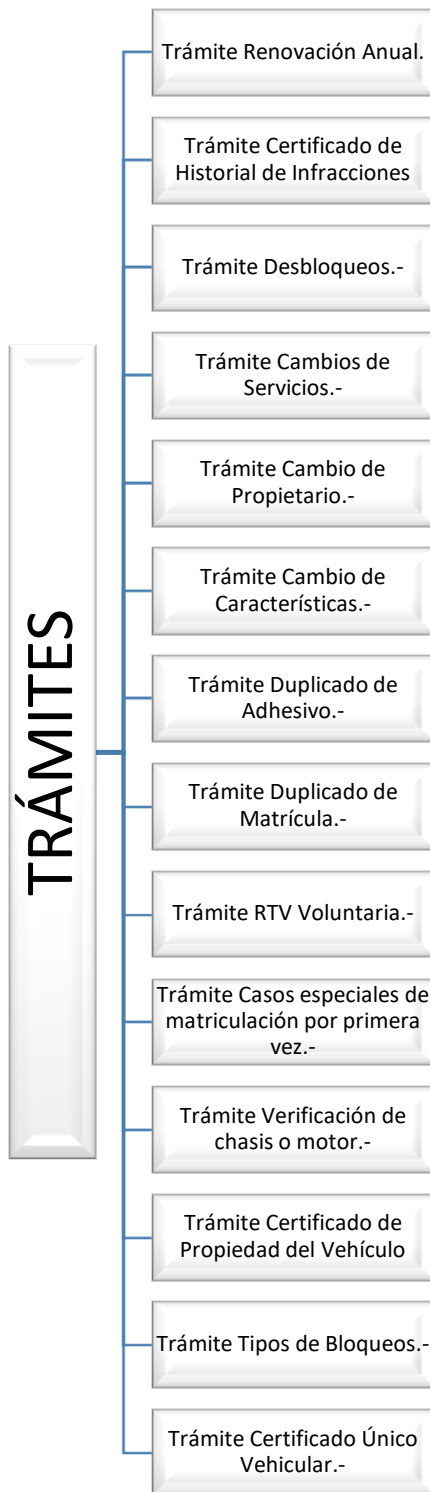 TRÁMITES
Trámite Renovación Anual.
Trámite Certificado de
Historial de Infracciones
Trámite Desbloqueos.-
Trámite Cambios de
Servicios.-
Trámite Cambio de
Propietario.-
Trámite Cambio de
Características.-
Trámite Duplicado de
Adhesivo.-
Trámite Duplicado de
Matrícula.-
Trámite RTV Voluntaria.-
Trámite Casos especiales de
matriculación por primera
vez.-
Trámite Verificación de
chasis o motor.-
Trámite Certificado de
Propiedad del Vehículo
Trámite Tipos de Bloqueos.-
Trámite Certificado Único
Vehicular.-